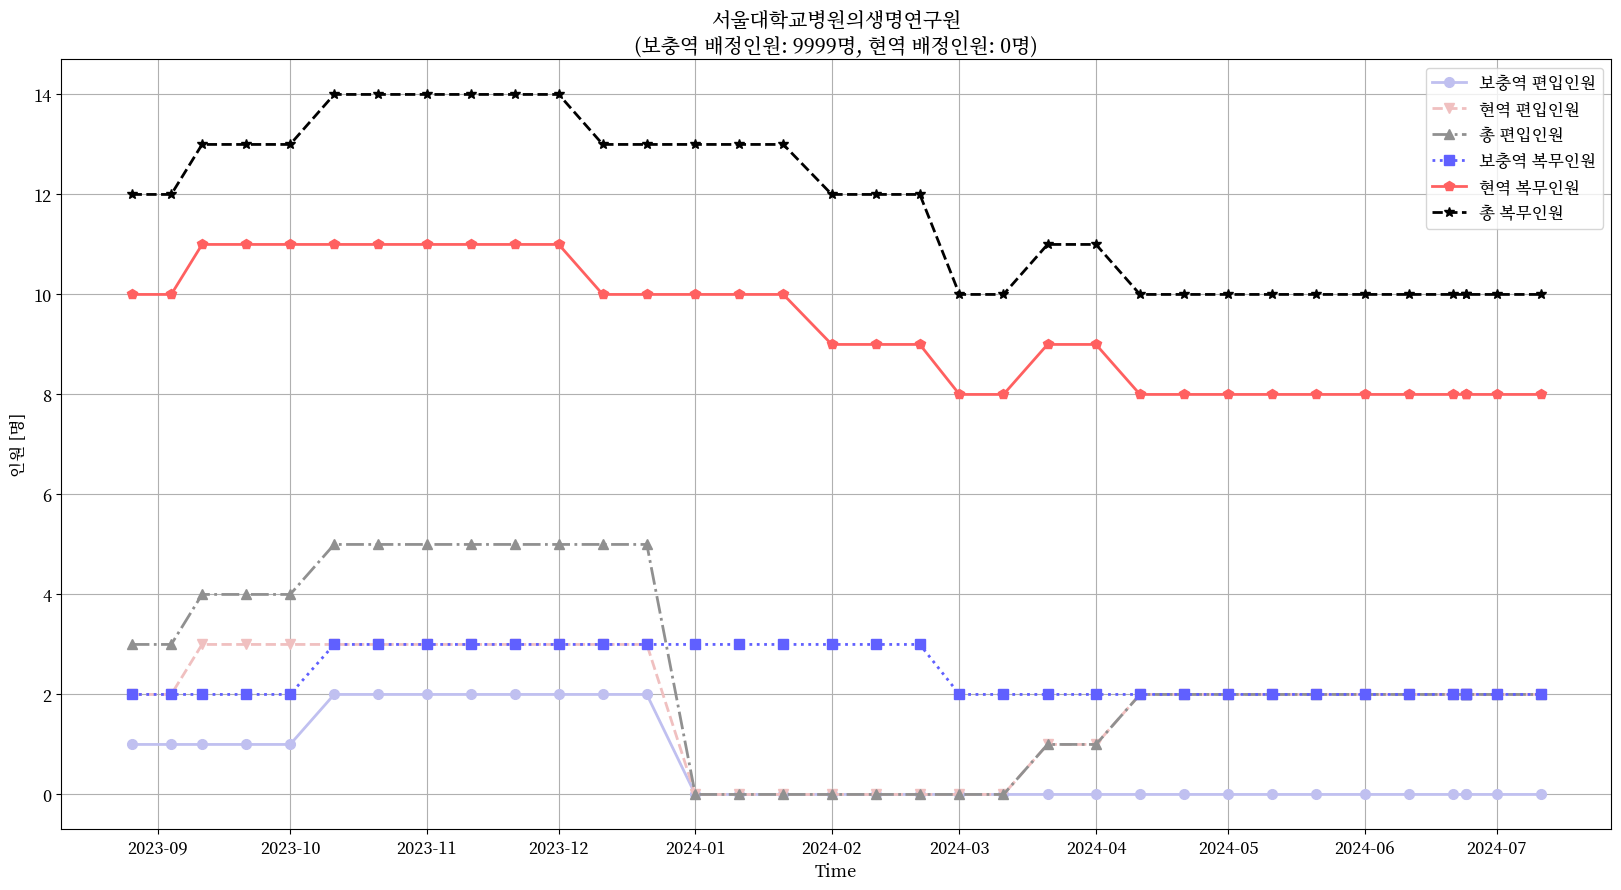 서울대학교병원의생명연구원
(보충역 배정인원: 9999명, 현역 배정인원: 0명)
보충역 편입인원
현역 편입인원
총 편입인원
보충역 복무인원
현역 복무인원
총 복무인원
인원 [명]
14
12
10
8
6
4
2
0
2023-09
2023-10
2023-11
2023-12
2024-01
2024-02
2024-03
2024-04
2024-05
2024-06
2024-07
Time